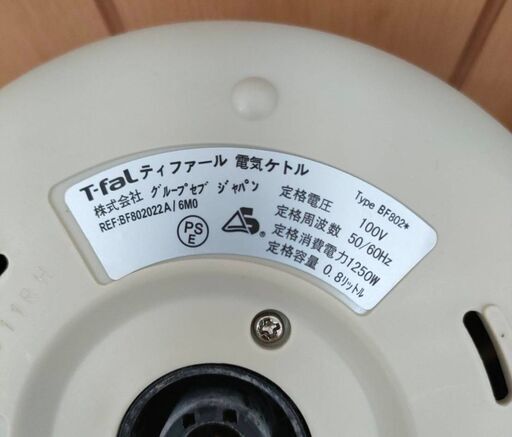 T-faL ティファール 電気ケトル
株式会社 グループセブ ジャパン
REF:BF802022A/6M0
PS
E
S
Type BF802*
定格電圧 100V
定格周波数 50/60Hz
定格消費電力1250W
定格容量 0.8リットル